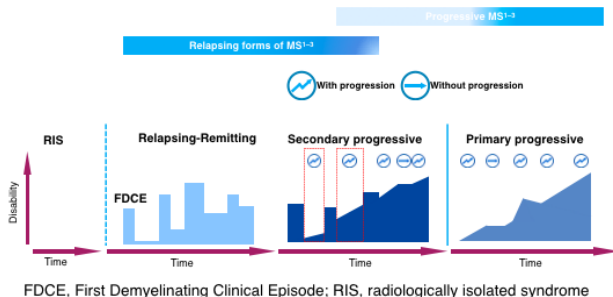 Progressive MS1–3
Relapsing forms of MS1–3
With progression
Without progression
RIS
Relapsing-Remitting
Secondary progressive
Primary progressive
FDCE
Disability
Time
Time
Time
Time
FDCE, First Demyelinating Clinical Episode; RIS, radiologically isolated syndrome